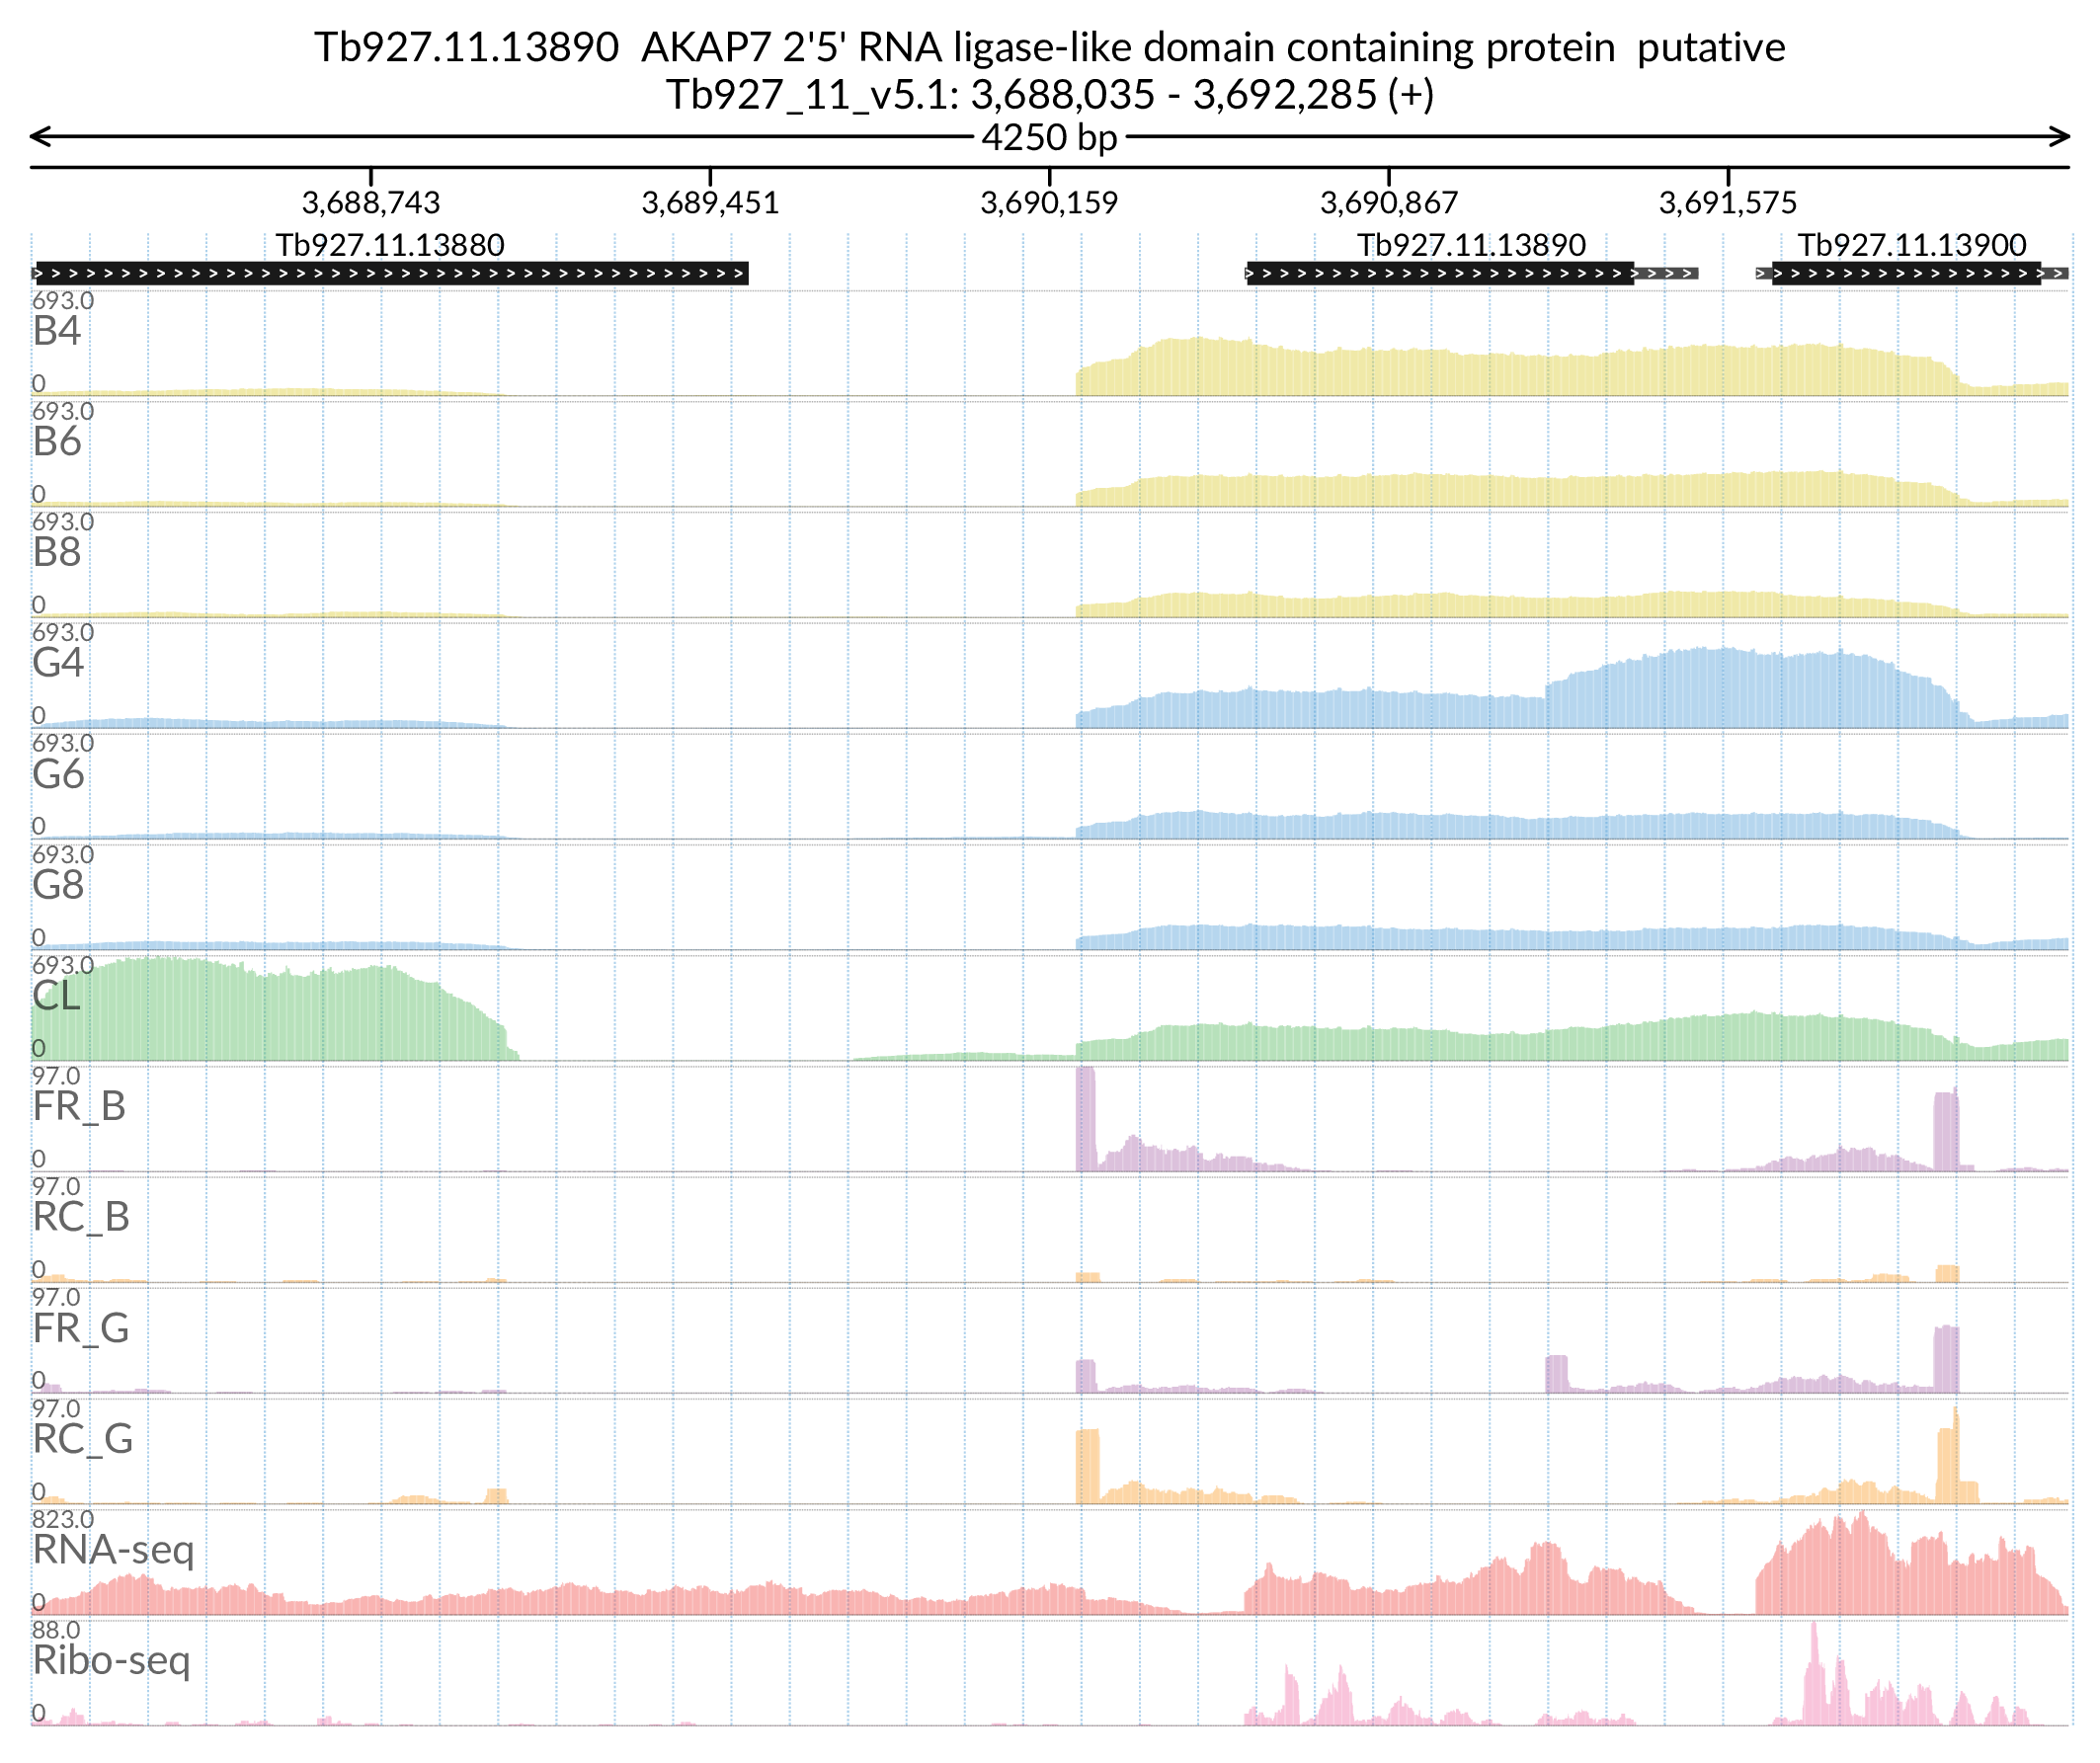 Tb927.11.13890  AKAP7 2'5' RNA ligase-like domain containing protein  putative
Tb927_11_v5.1: 3,688,035 - 3,692,285 (+)
4250 bp
3,688,743 3,689,451 3,690,159 3,690,867 3,691,575
Tb927.11.13880 Tb927.11.13890 Tb927.11.13900
693.0
B4
0
693.0
B6
0
693.0
B8
0
693.0
G4
0
693.0
G6
0
693.0
G8
0
693.0
CL
0
97.0
FR_B
0
97.0
RC_B
0
97.0
FR_G
0
97.0
RC_G
0
823.0
RNA-seq
0
88.0
Ribo-seq
0